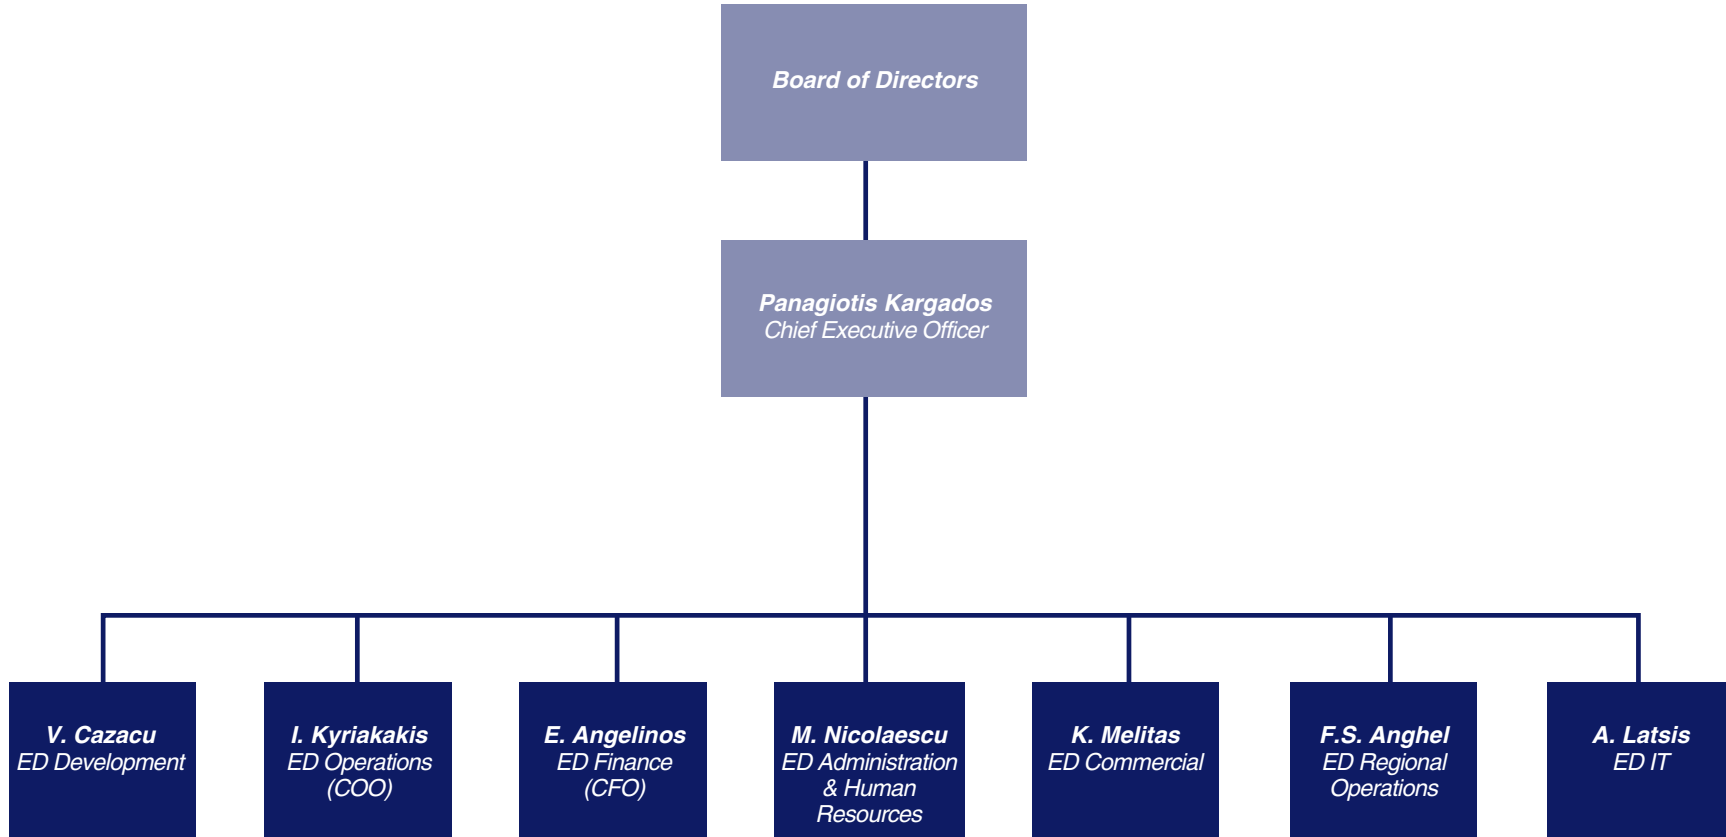 Board of Directors
Panagiotis Kargados
Chief Executive Officer
V. Cazacu
ED Development
I. Kyriakakis
ED Operations
(COO)
E. Angelinos
ED Finance
(CFO)
M. Nicolaescu
ED Administration
& Human
Resources
K. Melitas
ED Commercial
F.S. Anghel
ED Regional
Operations
A. Latsis
ED IT